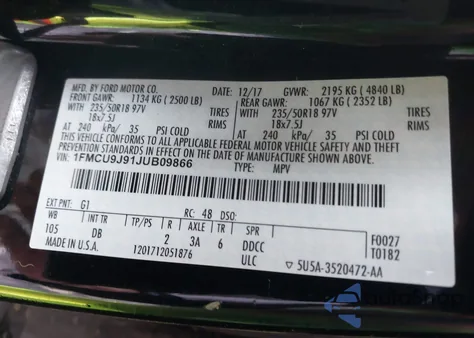 MFD. BY FORD MOTOR CO.
DATE: 12/17 GVWR: 2195 KG ( 4840 LB)
FRONT GAWR: 1134 KG ( 2500 LB) REAR GAWR: 1067 KG ( 2352 LB)
WITH 235/50R18 97V TIRES WITH 235/50R18 97V TIRES
18x7.5J RIMS 18x7.5J RIMS
AT 240 kPa/ 35 PSI COLD AT 240 kPa/ 35 PSI COLD
THIS VEHICLE CONFORMS TO ALL APPLICABLE FEDERAL MOTOR VEHICLE SAFETY AND THEFT
PREVENTION STANDARDS IN EFFECT ON THE DATE OF MANUFACTURE SHOWN ABOVE.
1FMCU9J91JUB09866 TYPE: MPV
EXT PNT: G1 RC: 48 DSO:
WB INT TR TP/PS R AXLE TR SPR
105 DB 2 3A 6 DDCC
F0027
MADE IN U.S.A. 1201712051876 ULC
T0182
5U5A-3520472-AA
autohelp